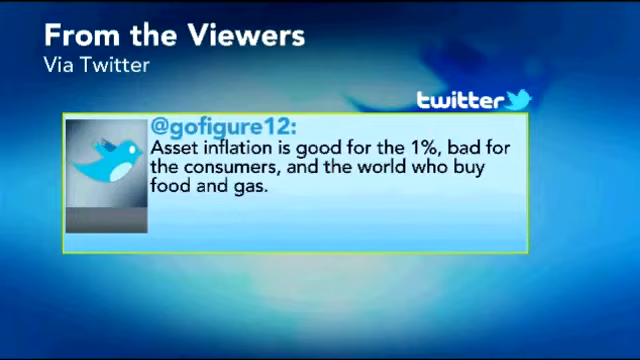 From the Viewers
Via Twitter
twitter
@gofigure12:
Asset inflation is good for the 1%, bad for
the consumers, and the world who buy
food and gas.